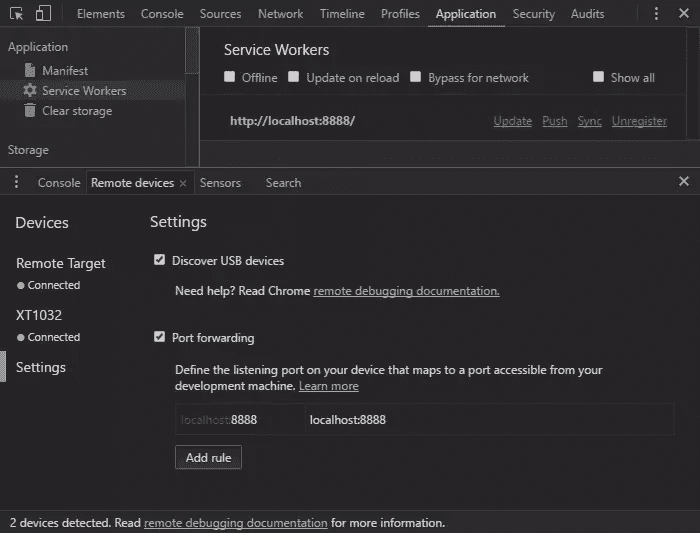 Elements Console Sources Network Timeline Profiles Application Security Audits
Application
Manifest
Service Workers
Clear storage
Storage
Service Workers
Offline Update on reload Bypass for network Show all
http://localhost:8888/ Update Push Sync Unregister
Console Remote devices Sensors Search
Devices
Remote Target
Connected
XT1032
Connected
Settings
Settings
Discover USB devices
Need help? Read Chrome remote debugging documentation.
Port forwarding
Define the listening port on your device that maps to a port accessible from your
development machine. Learn more
localhost:8888 localhost:8888
Add rule
2 devices detected. Read remote debugging documentation for more information.